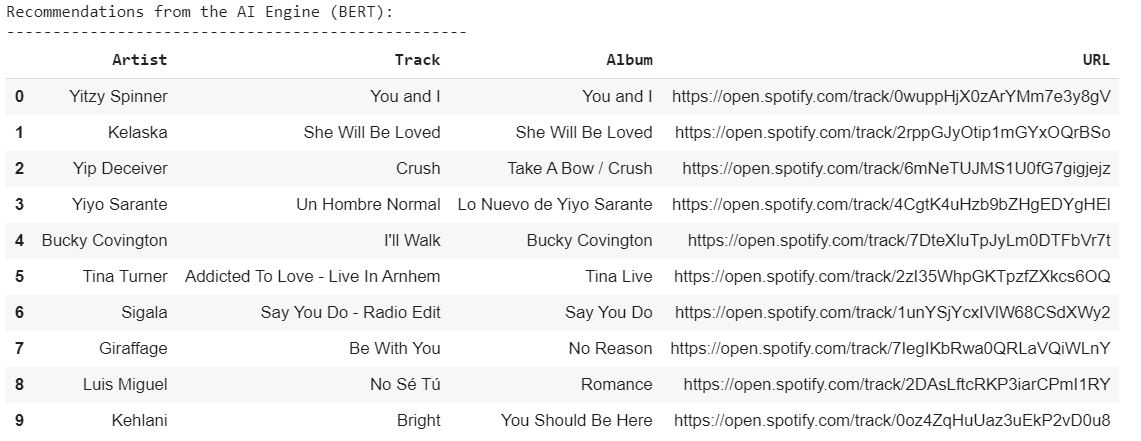 Recommendations from the AI Engine (BERT):
--------------------------------------------------
Artist Track Album URL
0 Yitzy Spinner You and I You and I https://open.spotify.com/track/0wuppHjX0zArYMm7e3y8gV
1 Kelaska She Will Be Loved She Will Be Loved https://open.spotify.com/track/2rppGJyOtip1mGYxOQrBSo
2 Yip Deceiver Crush Take A Bow / Crush https://open.spotify.com/track/6mNeTUJMS1U0fG7gigjejz
3 Yiyo Sarante Un Hombre Normal Lo Nuevo de Yiyo Sarante https://open.spotify.com/track/4CgtK4uHzb9bZHgEDYgHEl
4 Bucky Covington I'll Walk Bucky Covington https://open.spotify.com/track/7DteXluTpJyLm0DTFbVr7t
5 Tina Turner Addicted To Love - Live In Arnhem Tina Live https://open.spotify.com/track/2zI35WhpGKTpzfZXkcs6OQ
6 Sigala Say You Do - Radio Edit Say You Do https://open.spotify.com/track/1unYSjYcxIVlW68CSdXWy2
7 Giraffage Be With You No Reason https://open.spotify.com/track/7IegIKbRwa0QRLaVQiWLnY
8 Luis Miguel No Sé Tú Romance https://open.spotify.com/track/2DAsLftcRKP3iarCPmI1RY
9 Kehlani Bright You Should Be Here https://open.spotify.com/track/0oz4ZqHuUaz3uEkP2vD0u8